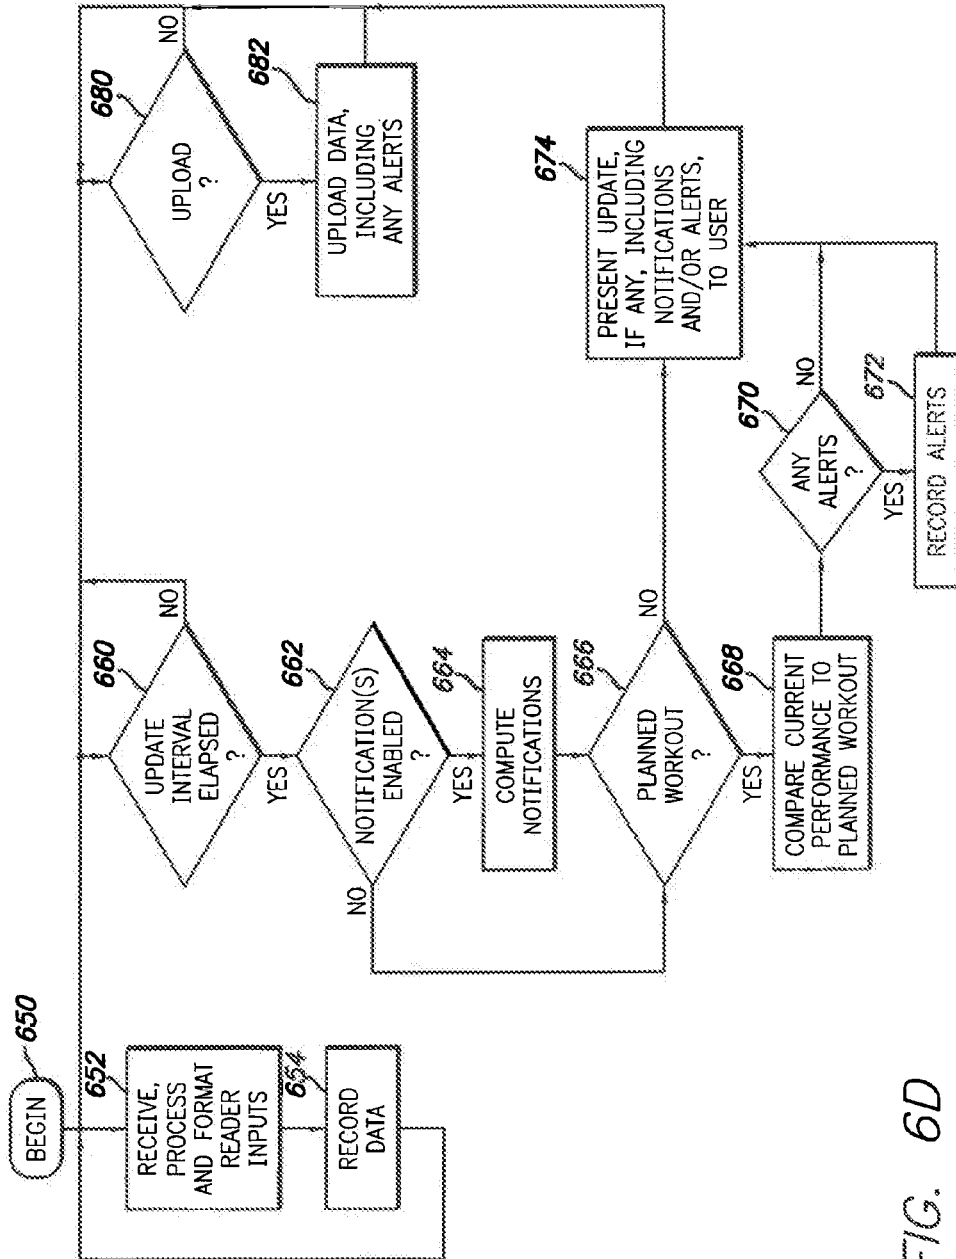 BEGIN
650
652
RECEIVE,
PROCESS
AND FORMAT
READER
INPUTS
654
RECORD
DATA
660
UPDATE
INTERVAL
ELAPSED
?
NO
YES
662
NOTIFICATION(S)
ENABLED
?
NO
YES
664
COMPUTE
NOTIFICATIONS
666
PLANNED
WORKOUT
?
NO
YES
668
COMPARE CURRENT
PERFORMANCE TO
PLANNED WORKOUT
670
ANY
ALERTS
?
NO
YES
672
RECORD ALERTS
674
PRESENT UPDATE,
IF ANY, INCLUDING
NOTIFICATIONS
AND/OR ALERTS,
TO USER
680
UPLOAD
?
NO
YES
682
UPLOAD DATA,
INCLUDING
ANY ALERTS
FIG. 6D